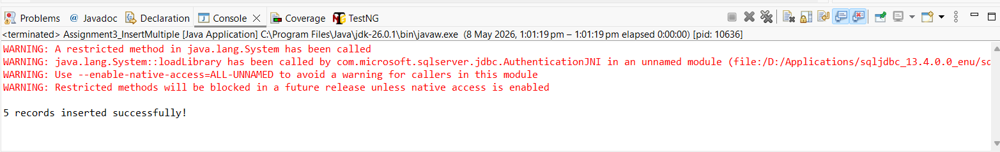 Problems Javadoc Declaration Console Coverage TestNG
<terminated> Assignment3_InsertMultiple [Java Application] C:\Program Files\Java\jdk-26.0.1\bin\javaw.exe (8 May 2026, 1:01:19 pm – 1:01:19 pm elapsed 0:00:00) [pid: 10636]
WARNING: A restricted method in java.lang.System has been called
WARNING: java.lang.System::loadLibrary has been called by com.microsoft.sqlserver.jdbc.AuthenticationJNI in an unnamed module (file:/D:/Applications/sqljdbc_13.4.0.0_enu/sq
WARNING: Use --enable-native-access=ALL-UNNAMED to avoid a warning for callers in this module
WARNING: Restricted methods will be blocked in a future release unless native access is enabled
5 records inserted successfully!